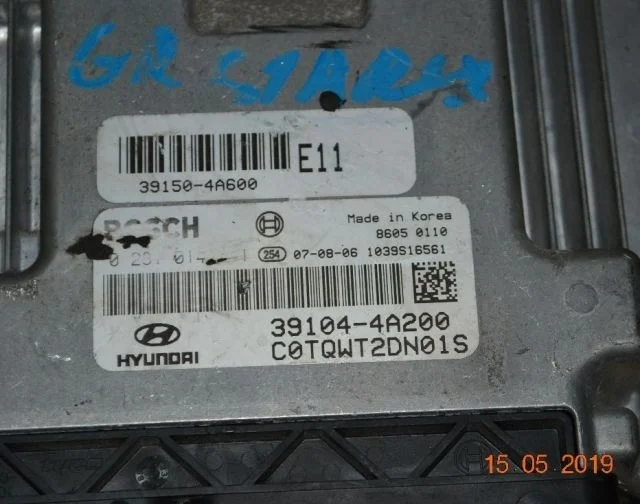 GR STAREX
E11
39150-4A600
BOSCH
Made in Korea
8605 0110
254 07-08-06 1039S16561
39104-4A200
HYUNDAI
C0TQWT2DN01S
15.05.2019